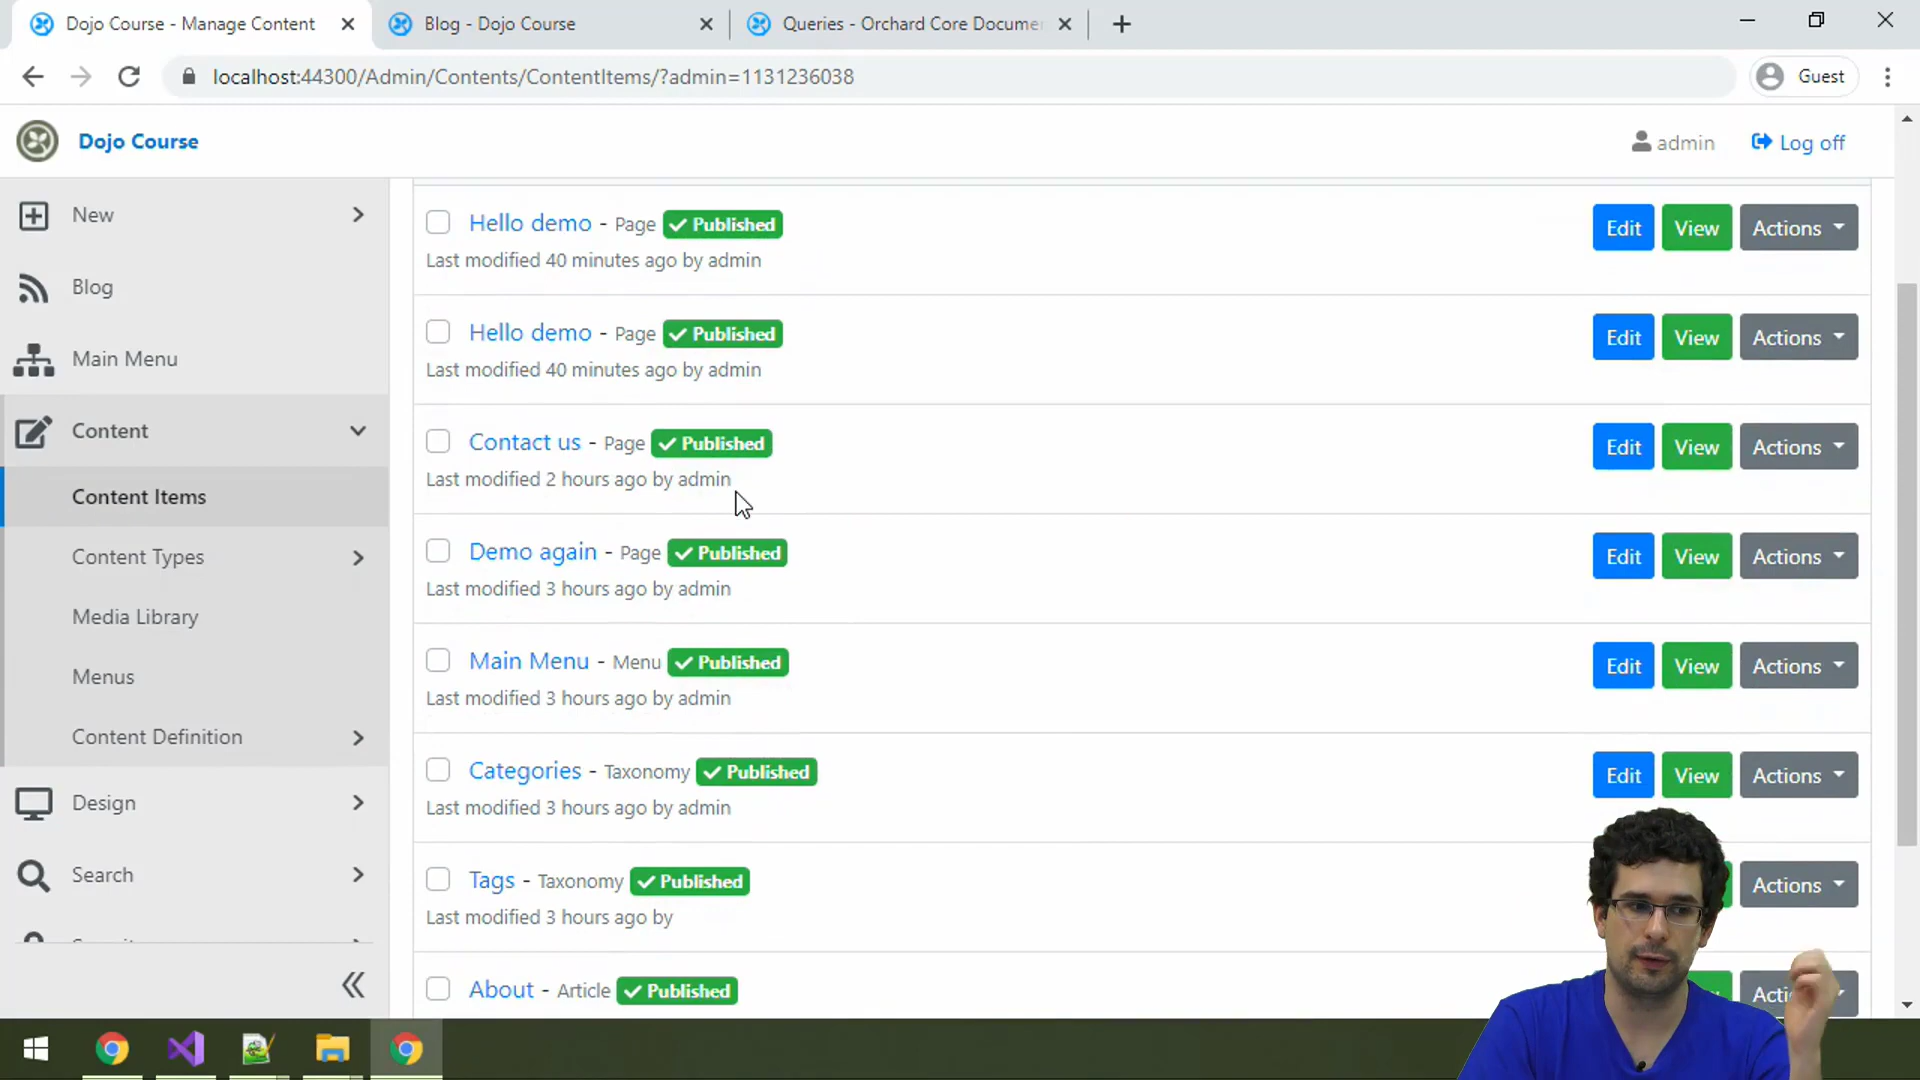 Dojo Course - Manage Content
Blog - Dojo Course
Queries - Orchard Core Docume
localhost:44300/Admin/Contents/ContentItems/?admin=1131236038
Guest
Dojo Course
admin
Log off
New
Blog
Main Menu
Content
Content Items
Content Types
Media Library
Menus
Content Definition
Design
Search
Hello demo - Page Published
Last modified 40 minutes ago by admin
Edit View Actions
Hello demo - Page Published
Last modified 40 minutes ago by admin
Edit View Actions
Contact us - Page Published
Last modified 2 hours ago by admin
Edit View Actions
Demo again - Page Published
Last modified 3 hours ago by admin
Edit View Actions
Main Menu - Menu Published
Last modified 3 hours ago by admin
Edit View Actions
Categories - Taxonomy Published
Last modified 3 hours ago by admin
Edit View Actions
Tags - Taxonomy Published
Last modified 3 hours ago by
Actions
About - Article Published